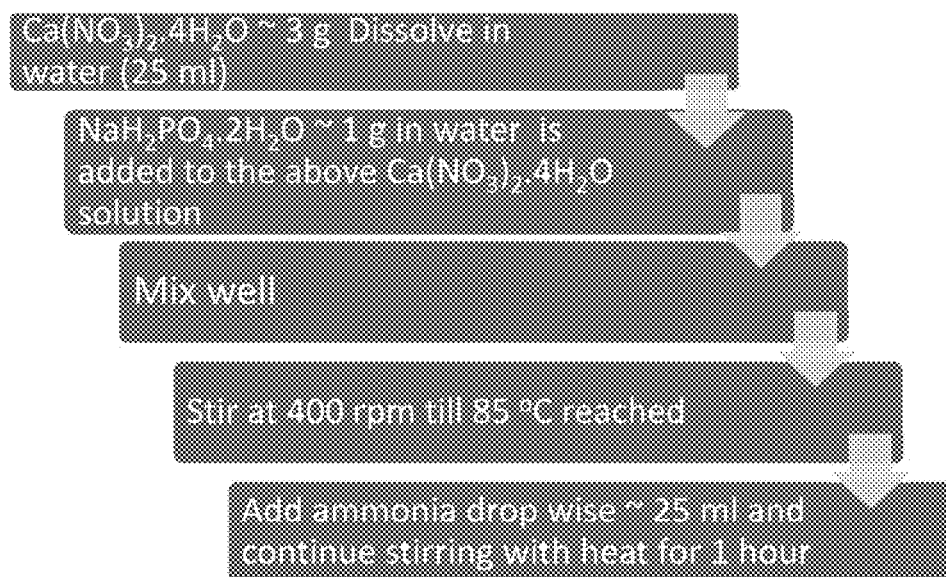 Ca(NO₃)₂.4H₂O ~ 3 g Dissolve in
water (25 ml)
NaH₂PO₄.2H₂O ~ 1 g in water is
added to the above Ca(NO₃)₂.4H₂O
solution
Mix well
Stir at 400 rpm till 85 ºC reached
Add ammonia drop wise ~ 25 ml and
continue stirring with heat for 1 hour